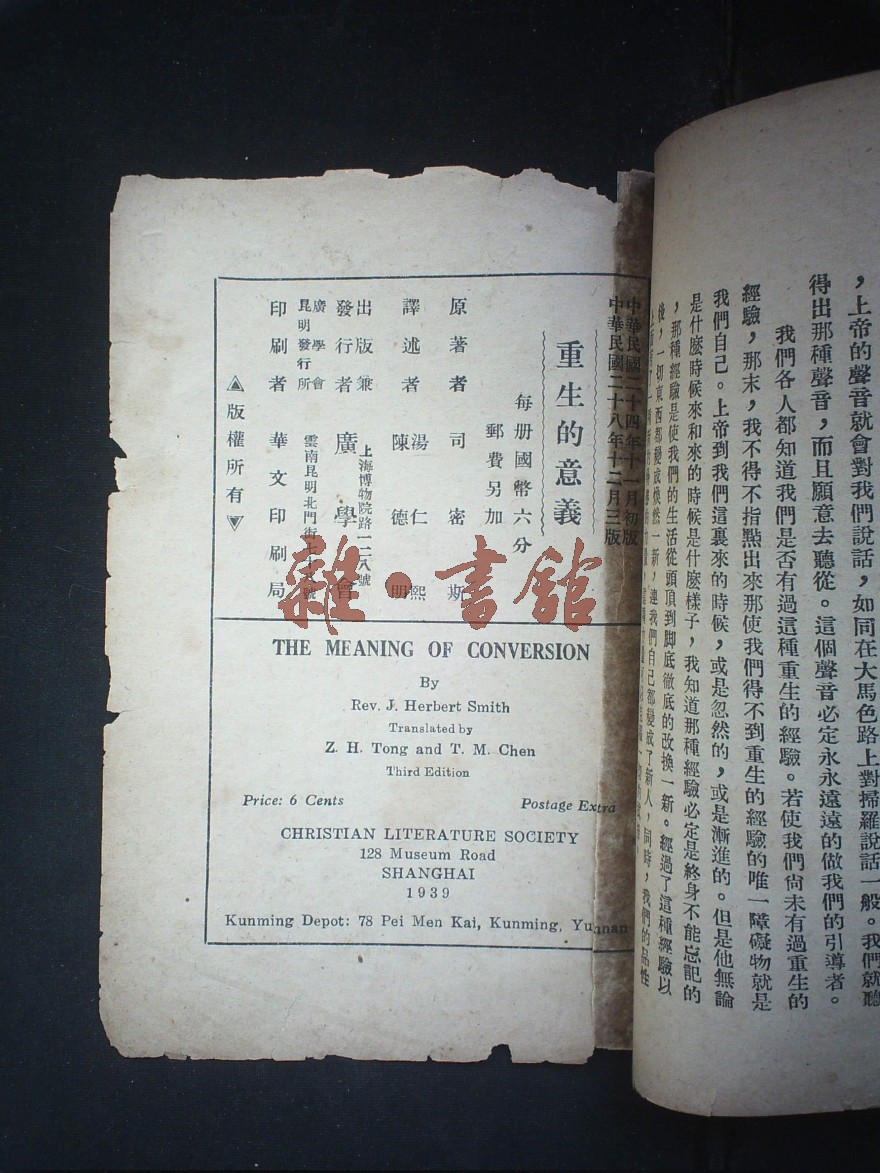 ，上帝的聲音就會對我們說話，如同在大馬色路上對掃羅說話一般。我們就聽
得出那種聲音，而且願意去聽從。這個聲音必定永永遠遠的做我們的引導者。
我們各人都知道我們是否有過這種重生的經驗。若使我們尙未有過重生的
經驗，那末，我不得不指點出來那使我們得不到重生的經驗的唯一障礙物就是
我們自己。上帝到我們這裏來的時候，或是忽然的，或是漸進的。但是他無論
是什麼時候來和來的時候是什麼樣子，我知道那種經驗必定是終身不能忘記的
，那種經驗是使我們的生活從頭頂到脚底徹底的改換一新。經過了這種經驗以
後，一切東西都變成煥然一新，連我們自己都變成了新人，同時，我們的品性
中華民國二十四年十一月初版
中華民國二十八年十二月三版
重生的意義
每册國幣六分
郵費另加
原著者 司密斯
譯述者 湯仁熙
陳德明
出版兼發行者 廣學會
上海博物院路一二八號
廣學會昆明發行所
雲南昆明北門街七十八號
印刷者 華文印刷局
▲版權所有▼
THE MEANING OF CONVERSION
By
Rev. J. Herbert Smith
Translated by
Z. H. Tong and T. M. Chen
Third Edition
Price: 6 Cents Postage Extra
CHRISTIAN LITERATURE SOCIETY
128 Museum Road
SHANGHAI
1939
Kunming Depot: 78 Pei Men Kai, Kunming, Yunnan
雜·書館